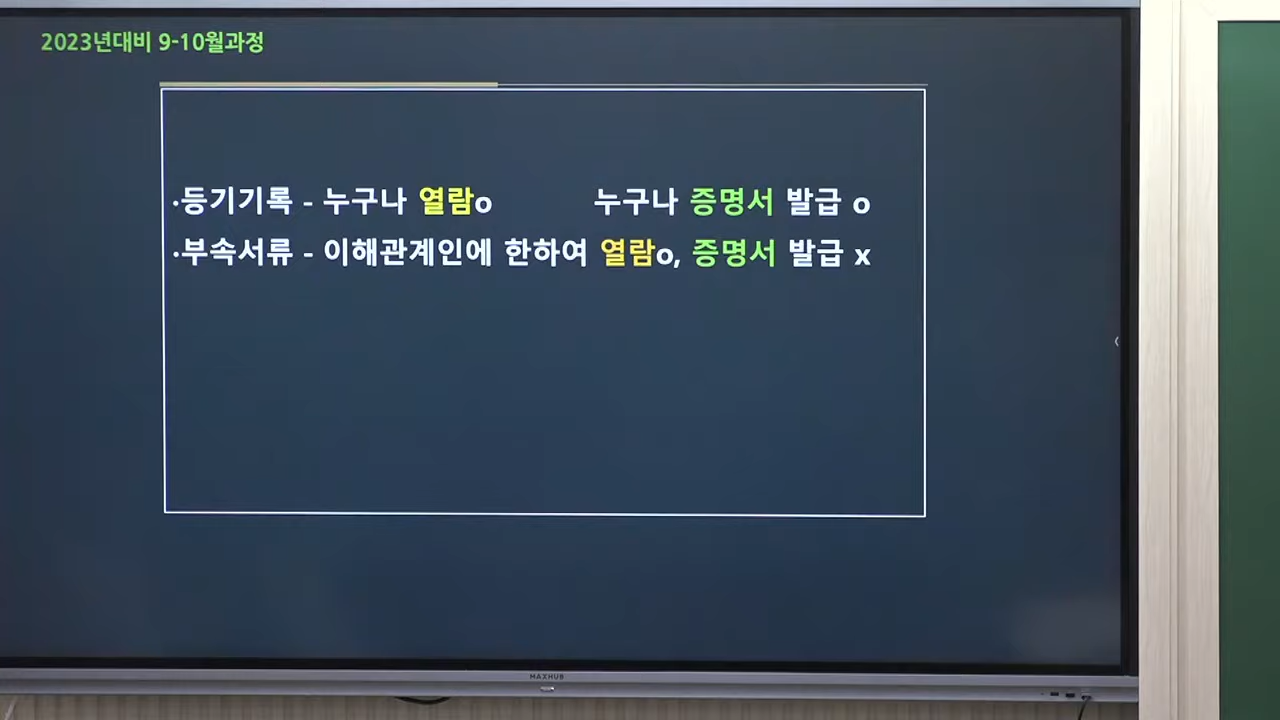 2023년대비 9-10월과정
·등기기록 - 누구나 열람o 누구나 증명서 발급 o
·부속서류 - 이해관계인에 한하여 열람o, 증명서 발급 x
MAXHUB